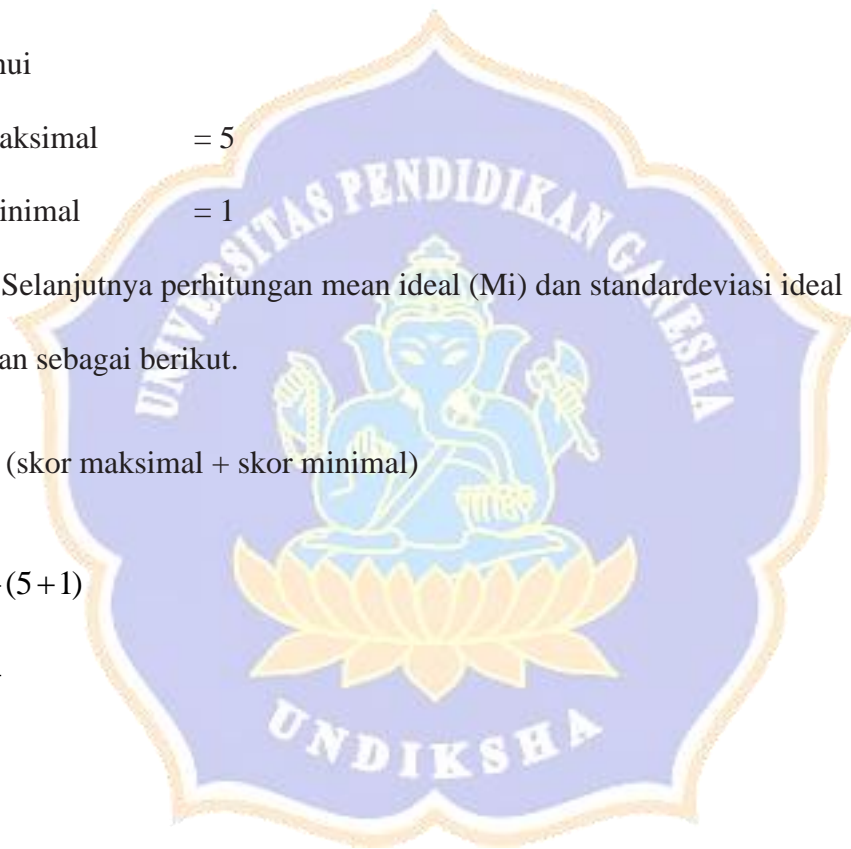 nui
aksimal = 5
inimal = 1
UNIVERSITAS PENDIDIKAN GANESHA
Selanjutnya perhitungan mean ideal (Mi) dan standardeviasi ideal
an sebagai berikut.
(skor maksimal + skor minimal)
(5+1)
UNDIKSHA